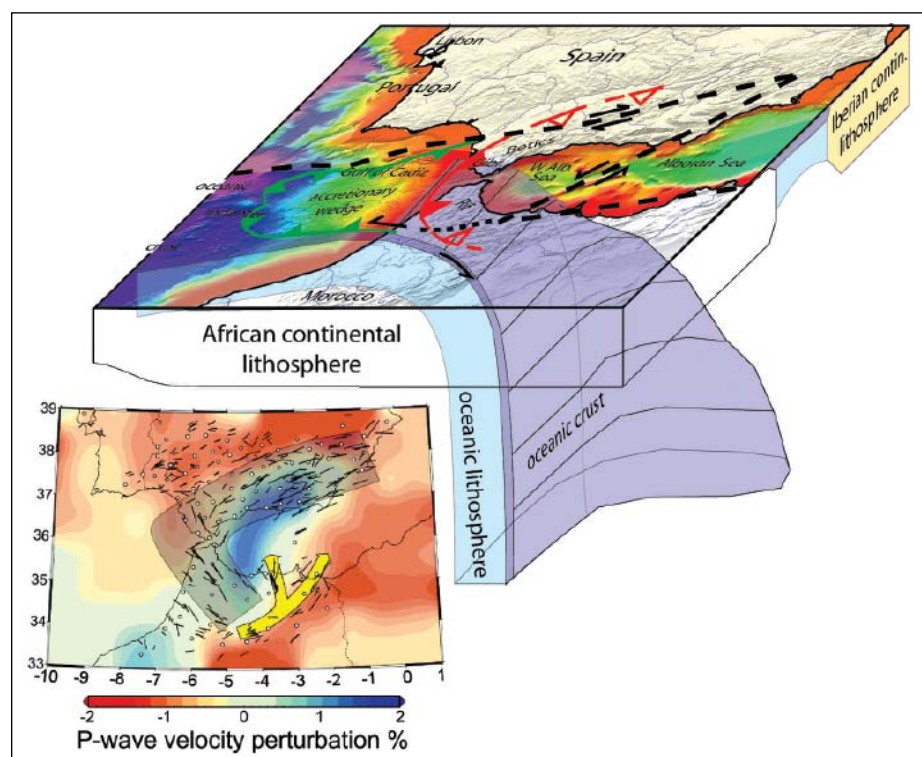 Lisbon
Spain
Portugal
Iberian contin.
lithosphere
Betics
Gibr.
Gulf of Cadiz
W. Alb.
Sea
Alboran Sea
oceanic
accretionary
wedge
Rif
Morocco
African continental
lithosphere
oceanic lithosphere
oceanic crust
39
38
37
36
35
34
33
-10 -9 -8 -7 -6 -5 -4 -3 -2 -1 0 1
-2 -1 0 1 2
P-wave velocity perturbation %